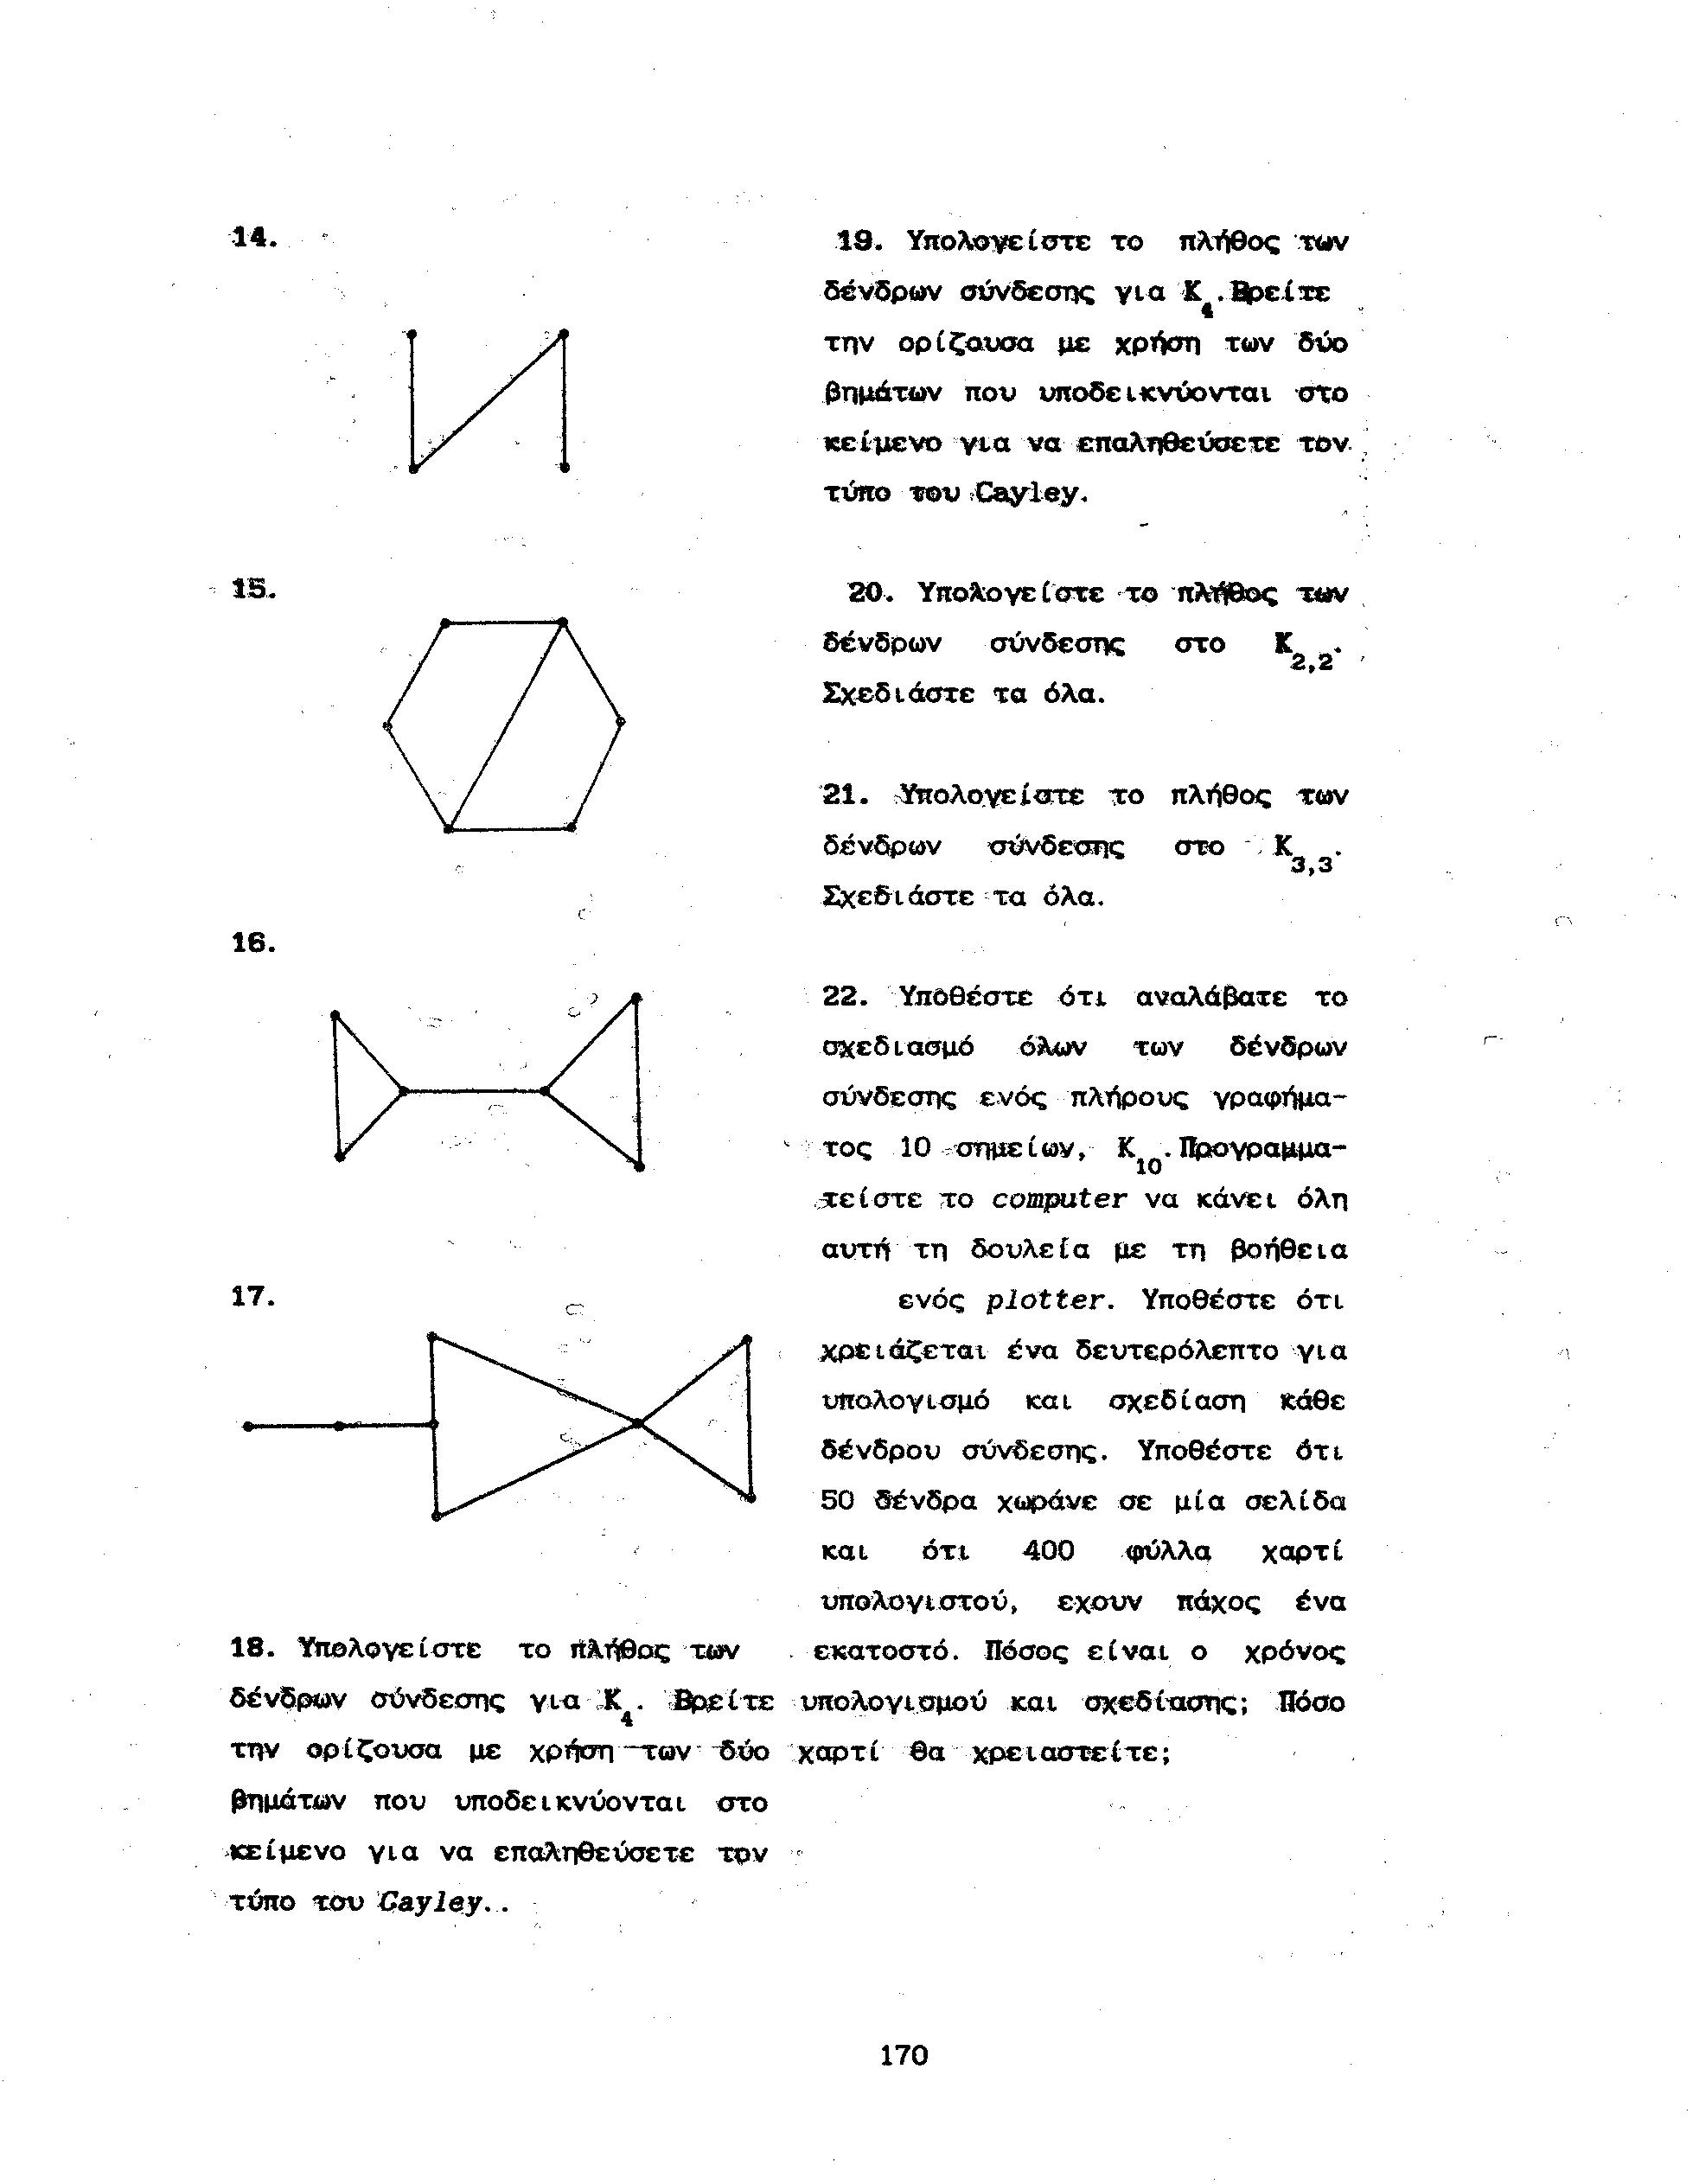 14.
15.
16.
17.
18. Υπολογείστε το πλήθος των
δένδρων σύνδεσης για K₄. Βρείτε
την ορίζουσα με χρήση των δύο
βημάτων που υποδεικνύονται στο
κείμενο για να επαληθεύσετε τον
τύπο του Cayley..
19. Υπολογείστε το πλήθος των
δένδρων σύνδεσης για K₄.Βρείτε
την ορίζουσα με χρήση των δύο
βημάτων που υποδεικνύονται στο
κείμενο για να επαληθεύσετε τον
τύπο του Cayley.
20. Υπολογείστε το πλήθος των
δένδρων σύνδεσης στο K₂,₂.
Σχεδιάστε τα όλα.
21. Υπολογείστε το πλήθος των
δένδρων σύνδεσης στο K₃,₃.
Σχεδιάστε τα όλα.
22. Υποθέστε ότι αναλάβατε το
σχεδιασμό όλων των δένδρων
σύνδεσης ενός πλήρους γραφήμα-
τος 10 σημείων, K₁₀.Προγραμμα-
τείστε το computer να κάνει όλη
αυτή τη δουλεία με τη βοήθεια
ενός plotter. Υποθέστε ότι
χρειάζεται ένα δευτερόλεπτο για
υπολογισμό και σχεδίαση κάθε
δένδρου σύνδεσης. Υποθέστε ότι
50 δένδρα χωράνε σε μία σελίδα
και ότι 400 φύλλα χαρτί
υπολογιστού, εχουν πάχος ένα
εκατοστό. Πόσος είναι ο χρόνος
υπολογισμού και σχεδίασης; Πόσο
χαρτί θα χρειαστείτε;
170